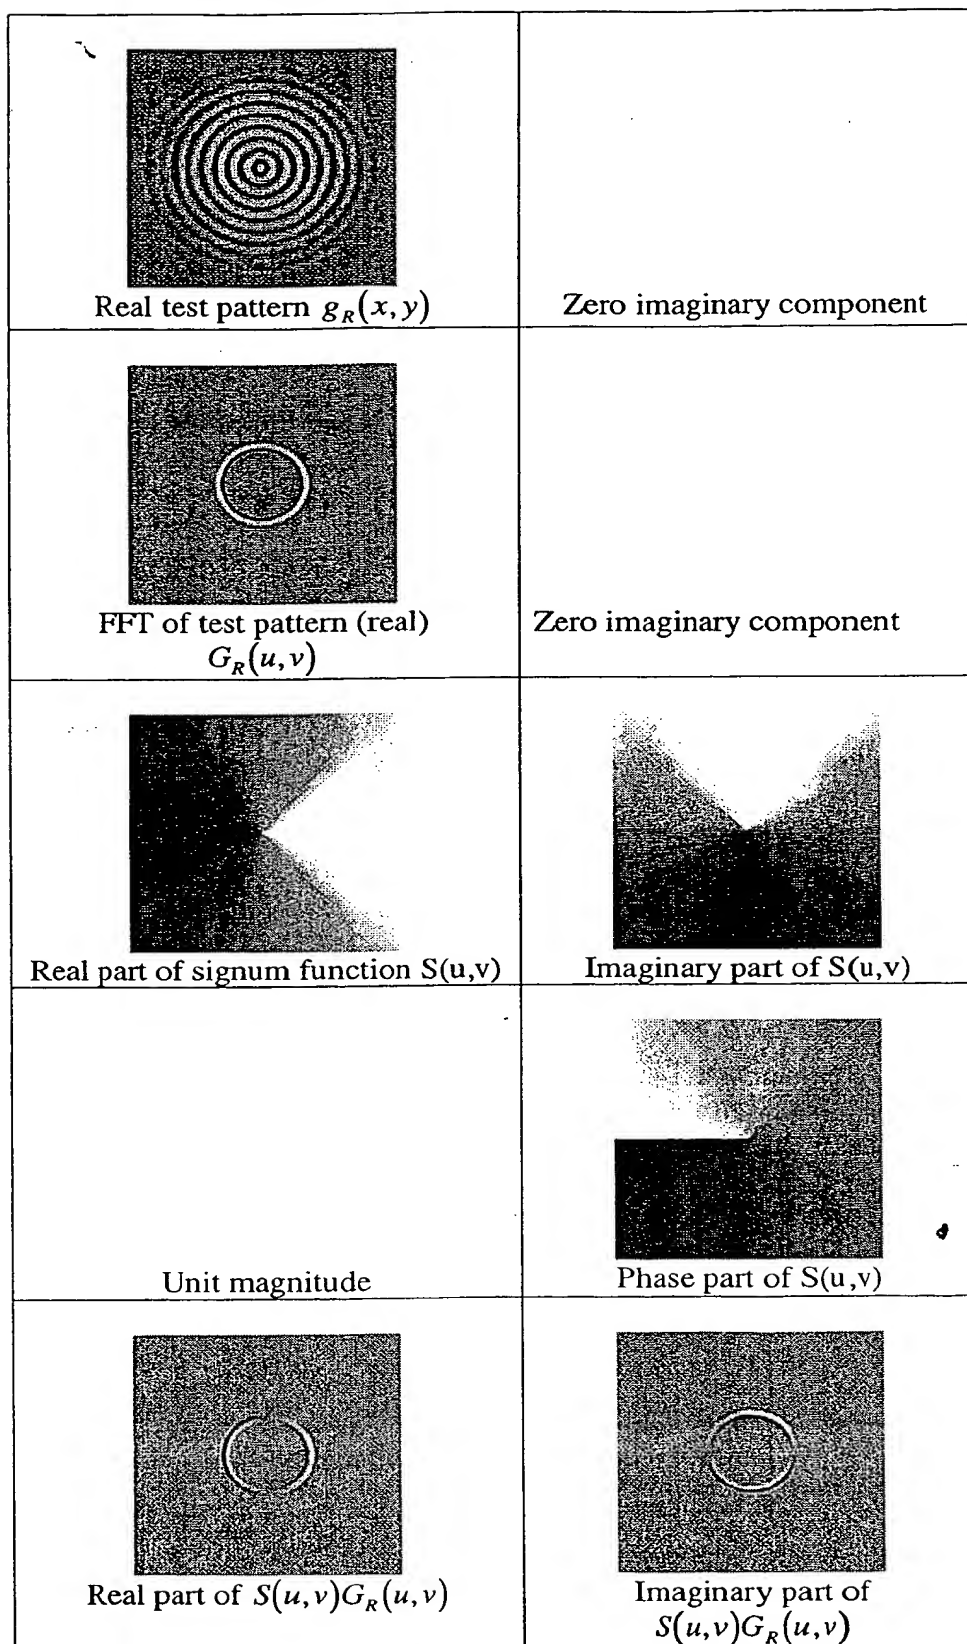 Real test pattern g_R(x, y)
Zero imaginary component
FFT of test pattern (real)
G_R(u,v)
Zero imaginary component
Real part of signum function S(u,v)
Imaginary part of S(u,v)
Unit magnitude
Phase part of S(u,v)
Real part of S(u,v)G_R(u,v)
Imaginary part of
S(u,v)G_R(u,v)